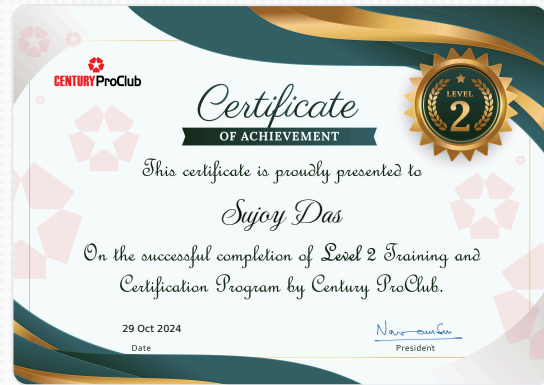 CENTURY ProClub
LEVEL
2
Certificate
OF ACHIEVEMENT
This certificate is proudly presented to
Sujoy Das
On the successful completion of Level 2 Training and
Certification Program by Century ProClub.
29 Oct 2024
Date
President